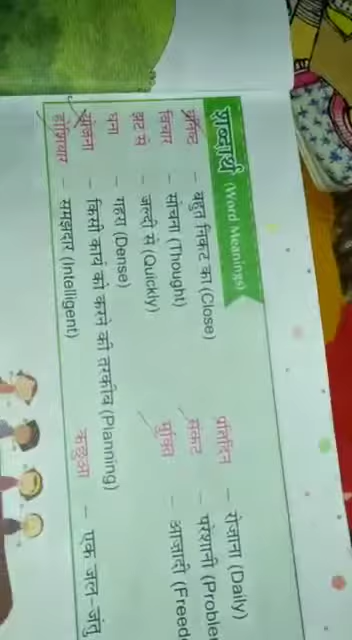 शब्दार्थ (Word Meanings)
घनिष्ट – बहुत निकट का (Close)
विचार – सोचना (Thought)
झट से – जल्दी से (Quickly)
घना – गहरा (Dense)
योजना – किसी कार्य को करने की तरकीब (Planning)
होशियार – समझदार (Intelligent)
प्रतिदिन – रोजाना (Daily)
संकट – परेशानी (Proble
मुक्ति – आजादी (Freed
कछुआ – एक जल-जंतु